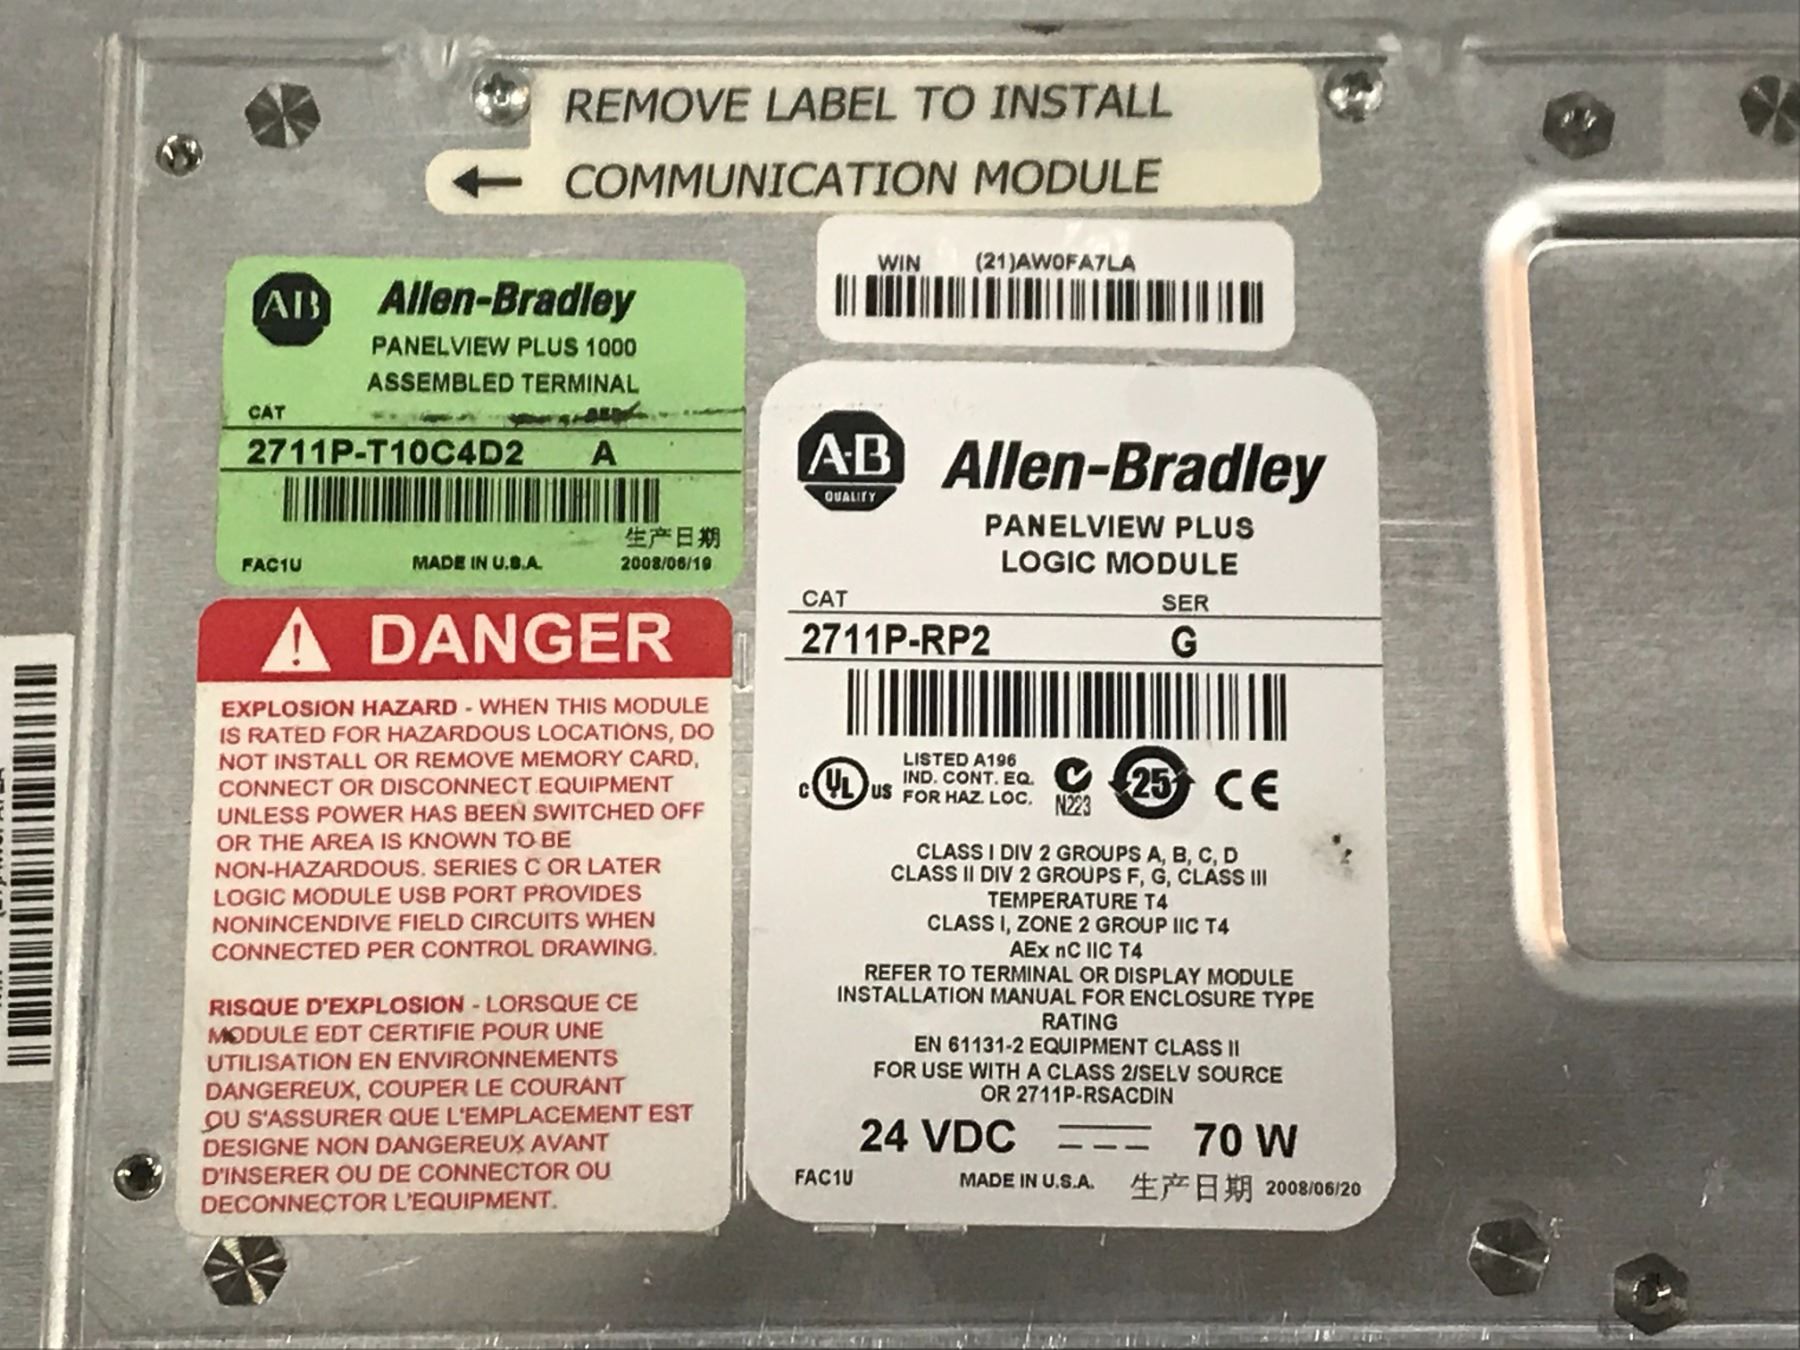 REMOVE LABEL TO INSTALL
← COMMUNICATION MODULE
WIN (21)AW0FA7LA
AB Allen-Bradley
PANELVIEW PLUS 1000
ASSEMBLED TERMINAL
CAT SER
2711P-T10C4D2 A
生产日期
FAC1U MADE IN U.S.A. 2008/06/19
DANGER
EXPLOSION HAZARD - WHEN THIS MODULE
IS RATED FOR HAZARDOUS LOCATIONS, DO
NOT INSTALL OR REMOVE MEMORY CARD,
CONNECT OR DISCONNECT EQUIPMENT
UNLESS POWER HAS BEEN SWITCHED OFF
OR THE AREA IS KNOWN TO BE
NON-HAZARDOUS. SERIES C OR LATER
LOGIC MODULE USB PORT PROVIDES
NONINCENDIVE FIELD CIRCUITS WHEN
CONNECTED PER CONTROL DRAWING.
RISQUE D'EXPLOSION - LORSQUE CE
MODULE EDT CERTIFIE POUR UNE
UTILISATION EN ENVIRONNEMENTS
DANGEREUX, COUPER LE COURANT
OU S'ASSURER QUE L'EMPLACEMENT EST
DESIGNE NON DANGEREUX AVANT
D'INSERER OU DE CONNECTOR OU
DECONNECTOR L'EQUIPMENT.
A·B QUALITY Allen-Bradley
PANELVIEW PLUS
LOGIC MODULE
CAT SER
2711P-RP2 G
c UL us LISTED A196
IND. CONT. EQ.
FOR HAZ. LOC.
N223 25 CE
CLASS I DIV 2 GROUPS A, B, C, D
CLASS II DIV 2 GROUPS F, G, CLASS III
TEMPERATURE T4
CLASS I, ZONE 2 GROUP IIC T4
AEx nC IIC T4
REFER TO TERMINAL OR DISPLAY MODULE
INSTALLATION MANUAL FOR ENCLOSURE TYPE
RATING
EN 61131-2 EQUIPMENT CLASS II
FOR USE WITH A CLASS 2/SELV SOURCE
OR 2711P-RSACDIN
24 VDC 70 W
FAC1U MADE IN U.S.A. 生产日期 2008/06/20